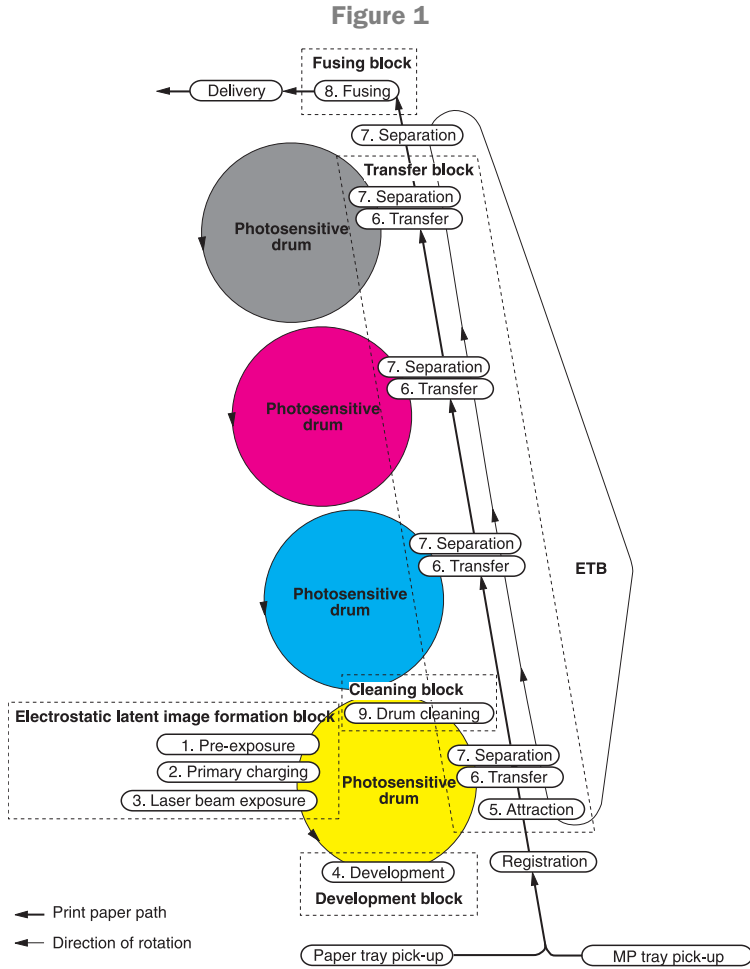 Figure 1
Fusing block
Delivery
8. Fusing
7. Separation
Transfer block
7. Separation
6. Transfer
Photosensitive
drum
7. Separation
6. Transfer
Photosensitive
drum
7. Separation
6. Transfer
ETB
Photosensitive
drum
Cleaning block
9. Drum cleaning
Electrostatic latent image formation block
1. Pre-exposure
2. Primary charging
3. Laser beam exposure
Photosensitive
drum
7. Separation
6. Transfer
5. Attraction
Registration
4. Development
Development block
Print paper path
Direction of rotation
Paper tray pick-up
MP tray pick-up